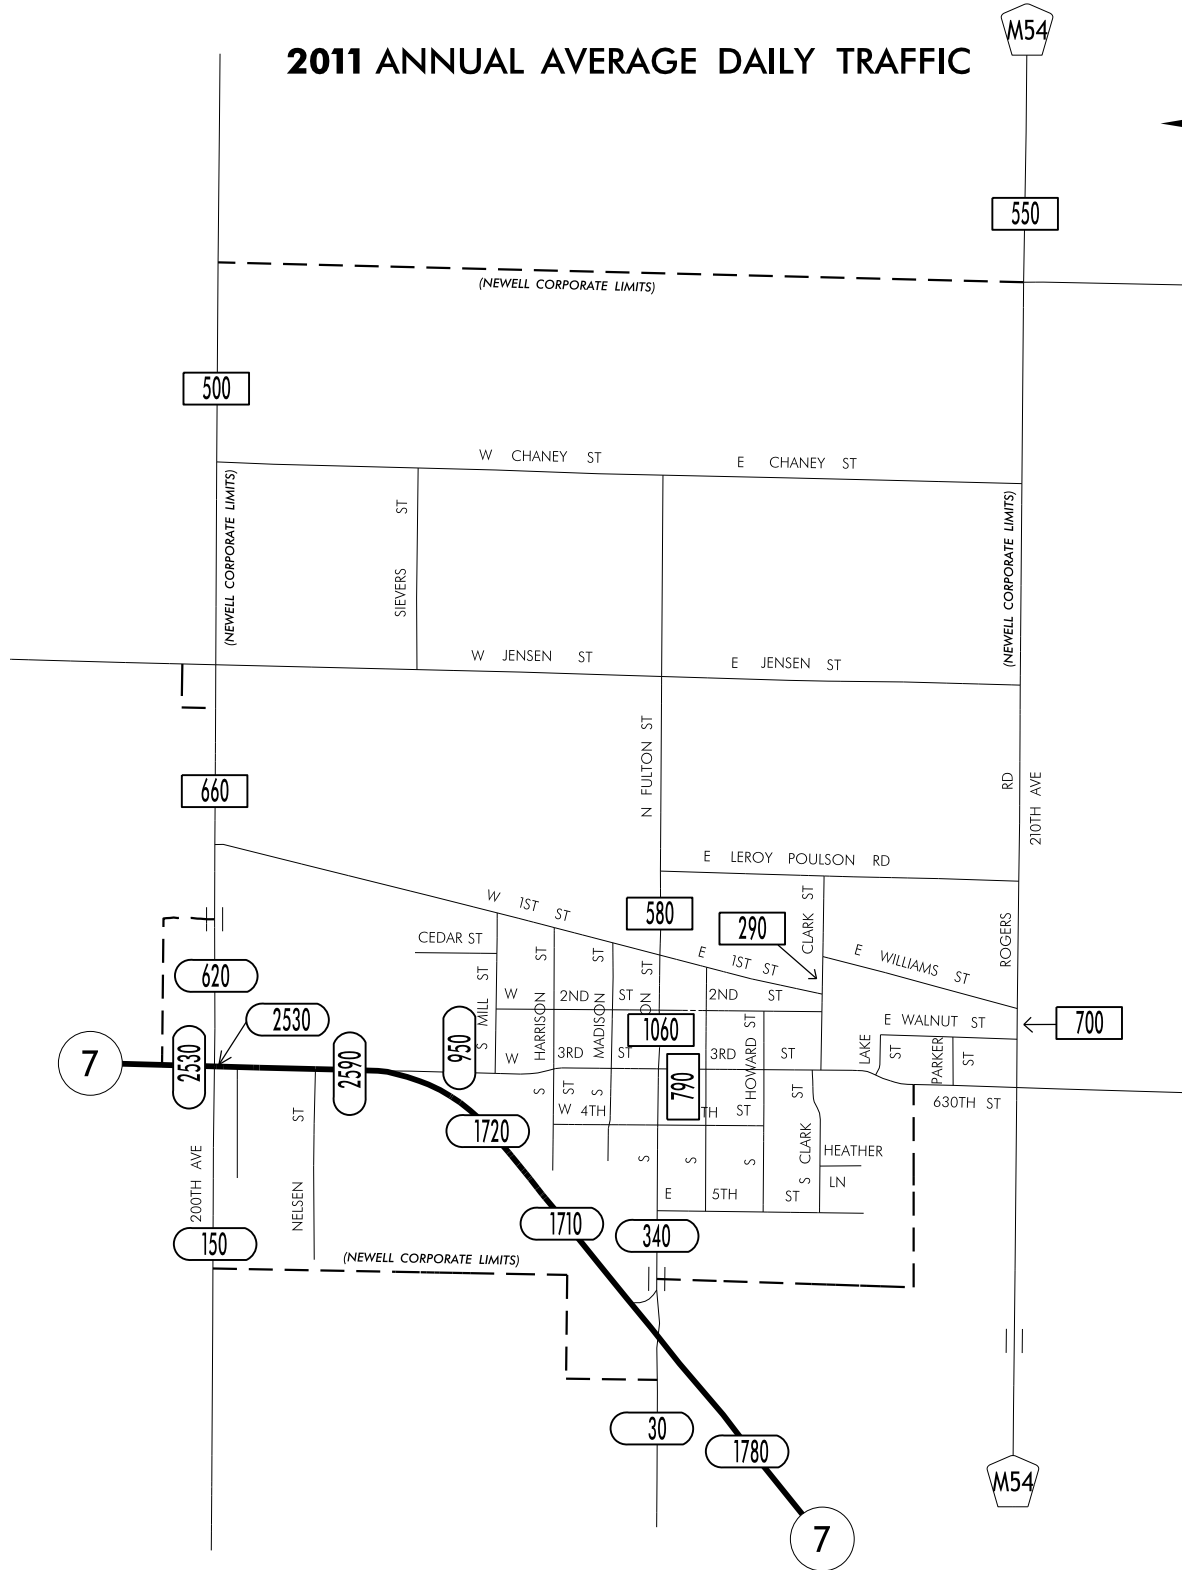 M54
2011 ANNUAL AVERAGE DAILY TRAFFIC
550
(NEWELL CORPORATE LIMITS)
500
W CHANEY ST
E CHANEY ST
(NEWELL CORPORATE LIMITS)
SIEVERS ST
(NEWELL CORPORATE LIMITS)
W JENSEN ST
E JENSEN ST
N FULTON ST
660
RD
210TH AVE
E LEROY POULSON RD
W 1ST ST
580
290
CLARK ST
ROGERS
CEDAR ST
E 1ST ST
E WILLIAMS ST
620
W 2ND ST
2ND ST
2530
S MILL ST
HARRISON ST
MADISON ST
ON ST
1060
HOWARD ST
E WALNUT ST
700
7
2530
2590
950
W 3RD ST
3RD ST
790
LAKE ST
PARKER ST
S
ST
S
W 4TH
TH ST
630TH ST
1720
200TH AVE
NELSEN ST
S
S
S
S CLARK ST
HEATHER
LN
E 5TH ST
150
1710
340
(NEWELL CORPORATE LIMITS)
30
1780
M54
7